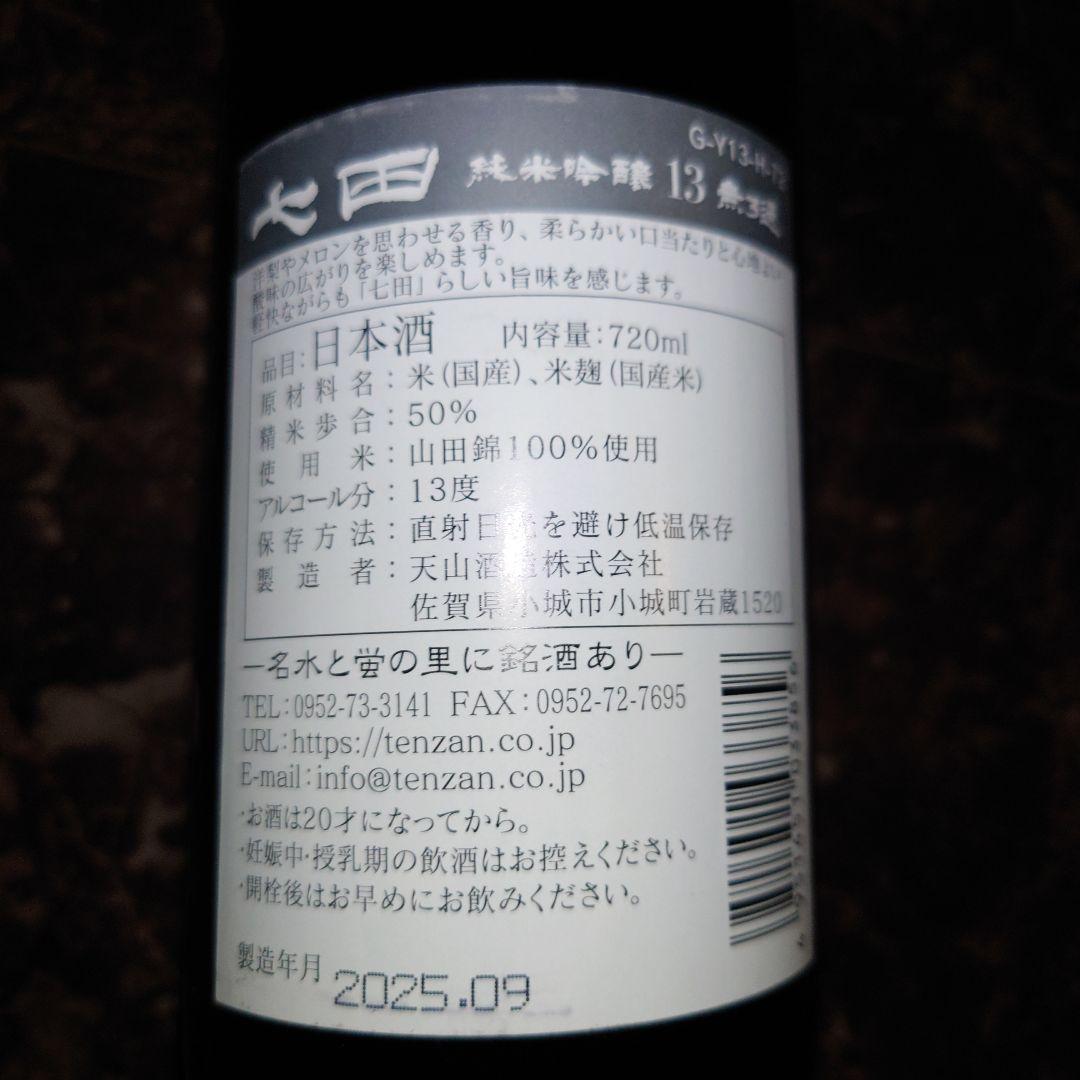 G-Y13-H-72
七田 純米吟醸 13 無濾過
洋梨やメロンを思わせる香り、柔らかい口当たりと心地よい
酸味の広がりを楽しめます。
軽快ながらも「七田」らしい旨味を感じます。
品目:日本酒 内容量:720ml
原材料名:米(国産)、米麹(国産米)
精米歩合:50%
使用米:山田錦100%使用
アルコール分:13度
保存方法:直射日光を避け低温保存
製造者:天山酒造株式会社
佐賀県小城市小城町岩蔵1520
―名水と蛍の里に銘酒あり―
TEL:0952-73-3141 FAX:0952-72-7695
URL:https://tenzan.co.jp
E-mail:info@tenzan.co.jp
・お酒は20才になってから。
・妊娠中・授乳期の飲酒はお控えください。
・開栓後はお早めにお飲みください。
製造年月 2025.09